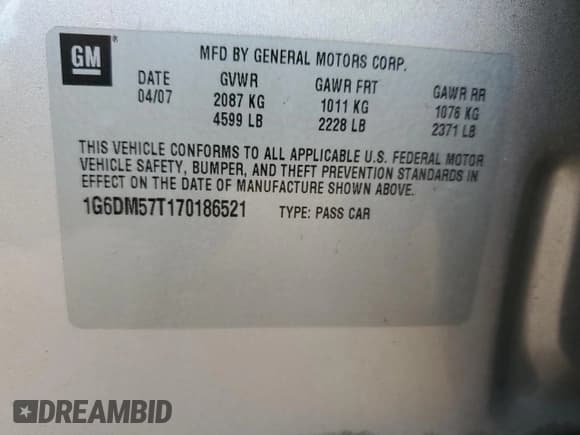 GM®
MFD BY GENERAL MOTORS CORP.
DATE GVWR GAWR FRT GAWR RR
04/07 2087 KG 1011 KG 1076 KG
4599 LB 2228 LB 2371 LB
THIS VEHICLE CONFORMS TO ALL APPLICABLE U.S. FEDERAL MOTOR
VEHICLE SAFETY, BUMPER, AND THEFT PREVENTION STANDARDS IN
EFFECT ON THE DATE OF MANUFACTURE SHOWN ABOVE.
1G6DM57T170186521 TYPE: PASS CAR
DREAMBID